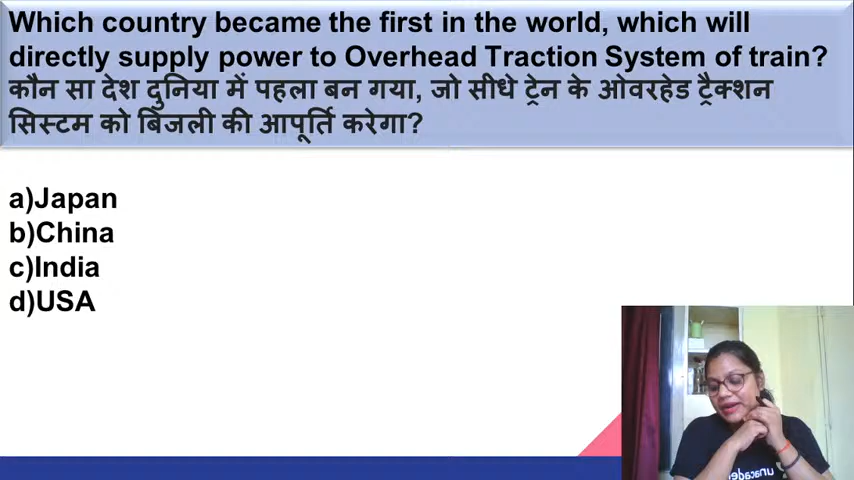 Which country became the first in the world, which will
directly supply power to Overhead Traction System of train?
कौन सा देश दुनिया में पहला बन गया, जो सीधे ट्रेन के ओवरहेड ट्रैक्शन
सिस्टम को बिजली की आपूर्ति करेगा?
a)Japan
b)China
c)India
d)USA